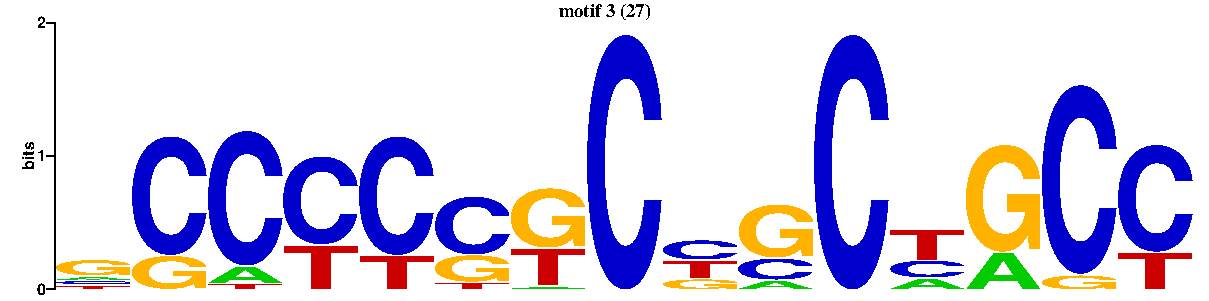 motif 3 (27)
2
bits
1
0
G C C C C C G C C G C T G C C
G G A T T G T T C C A G T
A T T A G A A
C
T